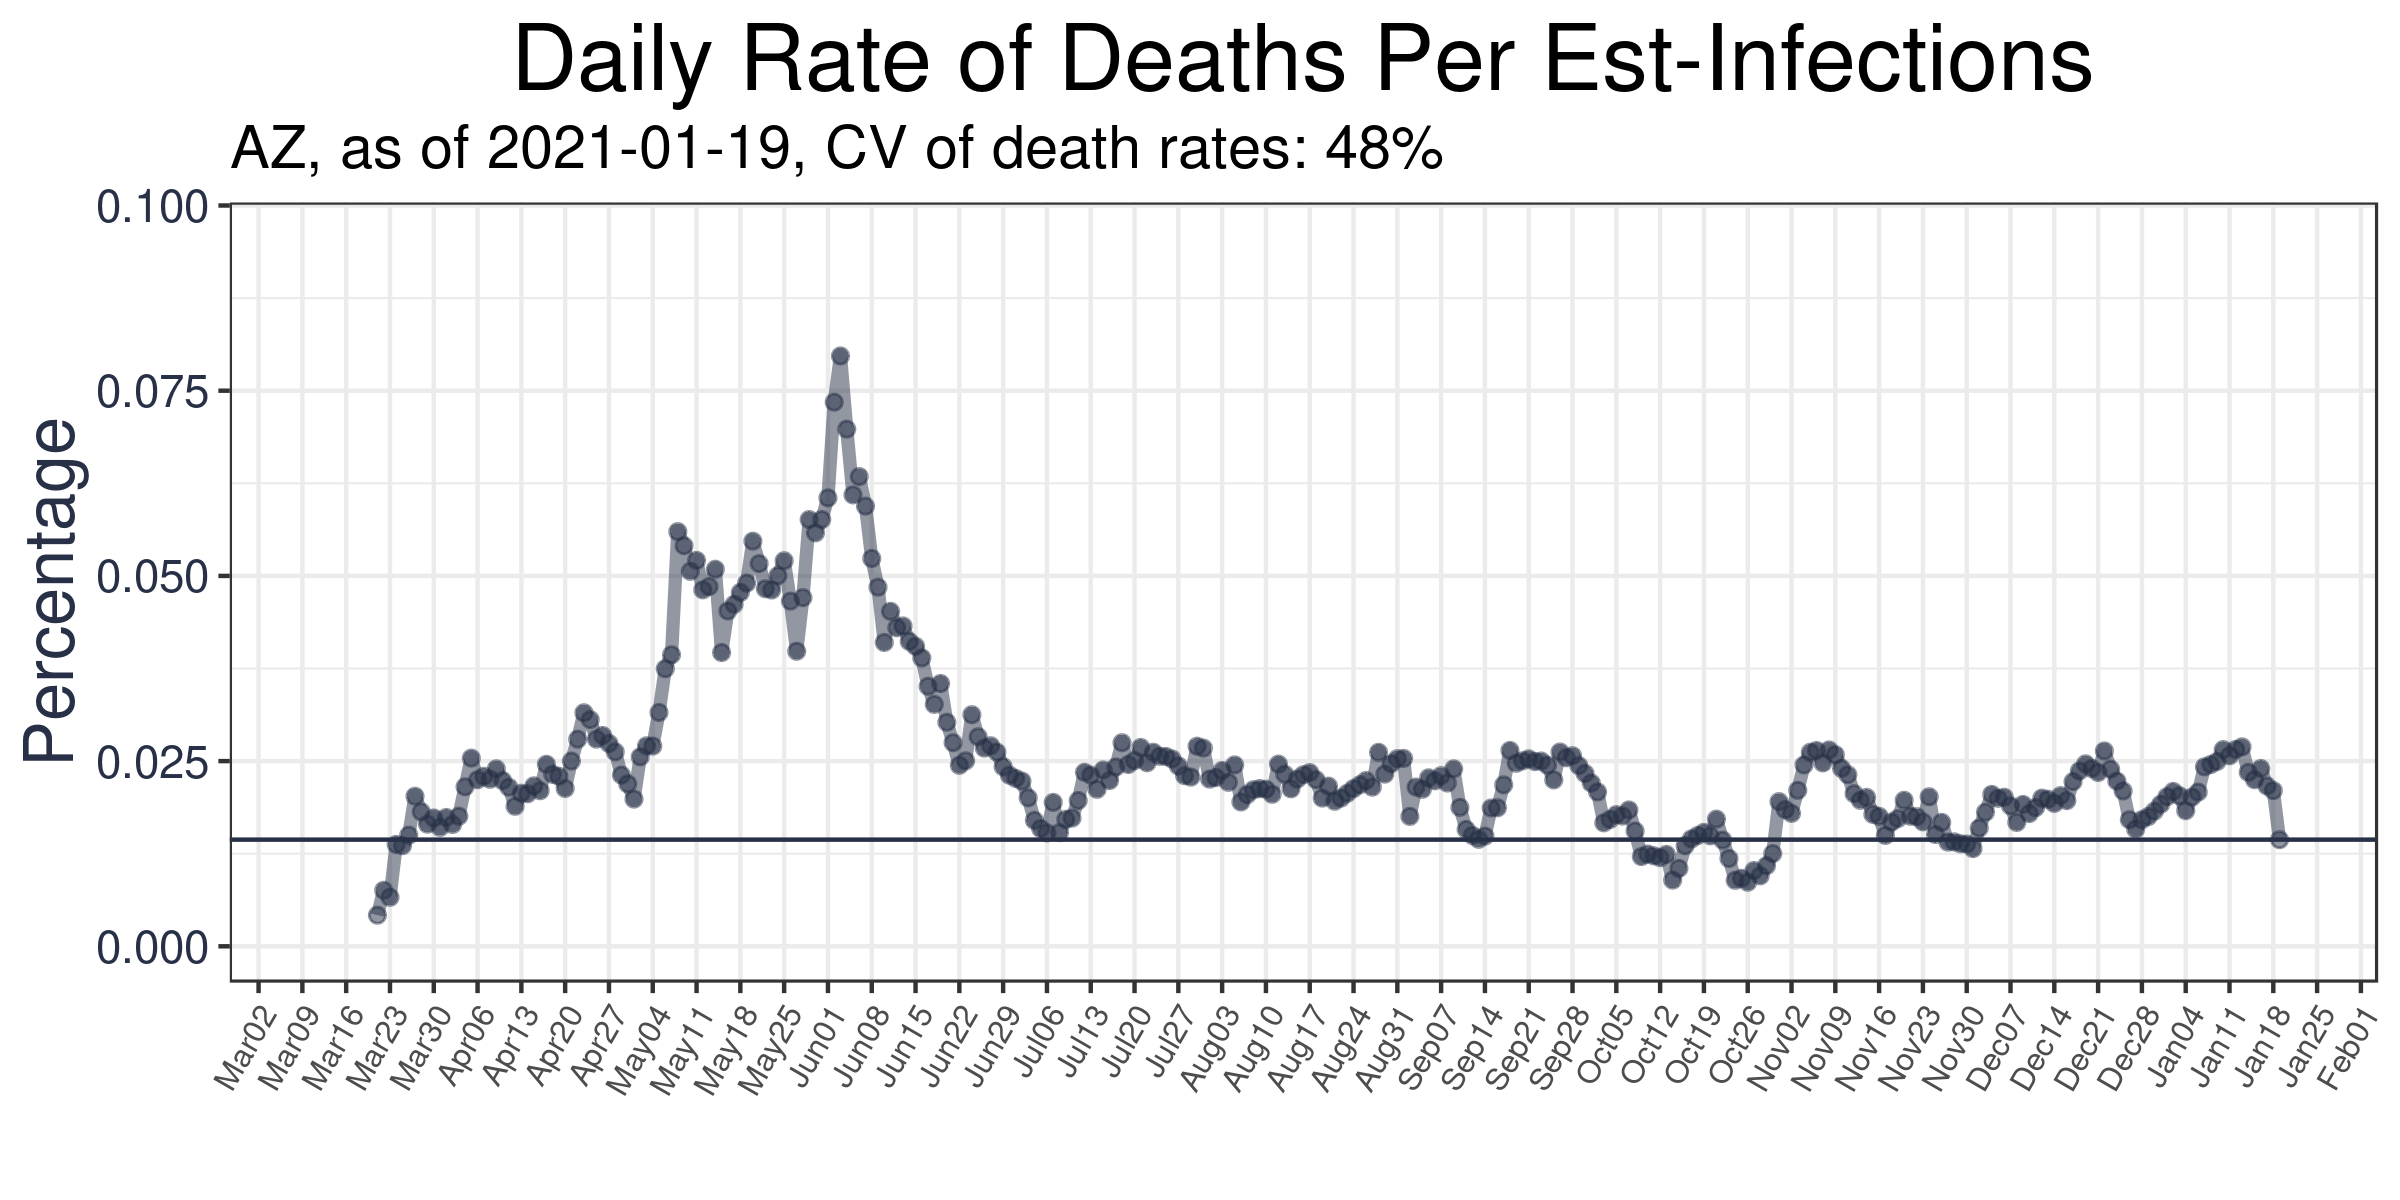 Daily Rate of Deaths Per Est-Infections
AZ, as of 2021-01-19, CV of death rates: 48%
Percentage
0.100
0.075
0.050
0.025
0.000
Mar02
Mar09
Mar16
Mar23
Mar30
Apr06
Apr13
Apr20
Apr27
May04
May11
May18
May25
Jun01
Jun08
Jun15
Jun22
Jun29
Jul06
Jul13
Jul20
Jul27
Aug03
Aug10
Aug17
Aug24
Aug31
Sep07
Sep14
Sep21
Sep28
Oct05
Oct12
Oct19
Oct26
Nov02
Nov09
Nov16
Nov23
Nov30
Dec07
Dec14
Dec21
Dec28
Jan04
Jan11
Jan18
Jan25
Feb01